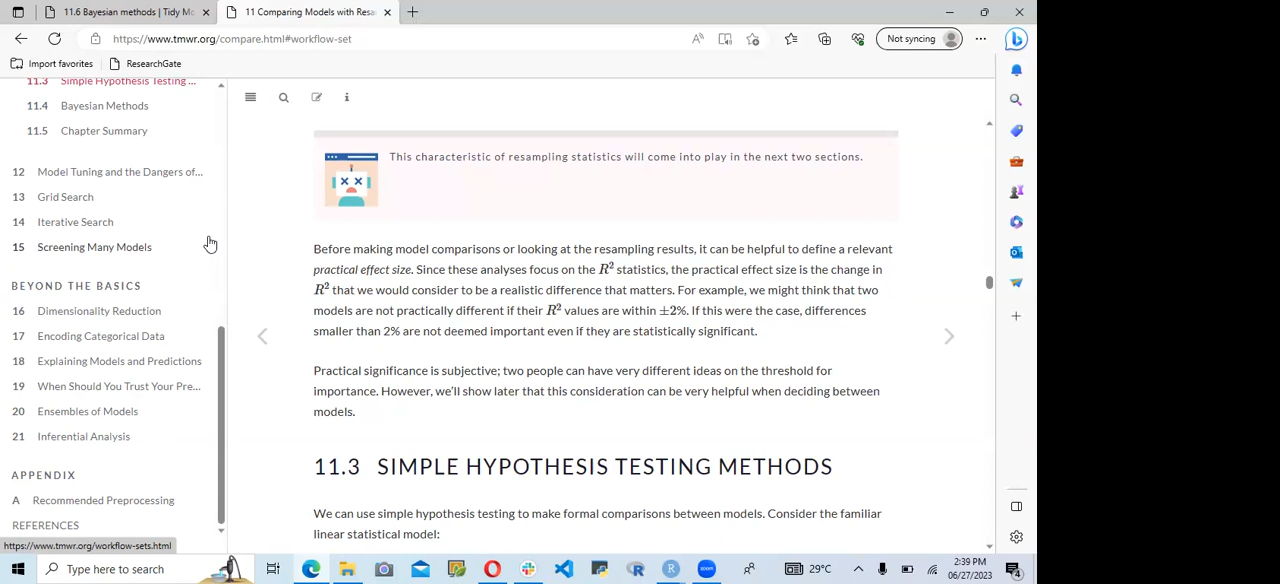 11.6 Bayesian methods | Tidy Mo
11 Comparing Models with Resa
https://www.tmwr.org/compare.html#workflow-set
Not syncing
Import favorites
ResearchGate
11.3 Simple Hypothesis Testing ...
11.4 Bayesian Methods
11.5 Chapter Summary
12 Model Tuning and the Dangers of...
13 Grid Search
14 Iterative Search
15 Screening Many Models
BEYOND THE BASICS
16 Dimensionality Reduction
17 Encoding Categorical Data
18 Explaining Models and Predictions
19 When Should You Trust Your Pre...
20 Ensembles of Models
21 Inferential Analysis
APPENDIX
A Recommended Preprocessing
REFERENCES
https://www.tmwr.org/workflow-sets.html
This characteristic of resampling statistics will come into play in the next two sections.
Before making model comparisons or looking at the resampling results, it can be helpful to define a relevant
practical effect size. Since these analyses focus on the R² statistics, the practical effect size is the change in
R² that we would consider to be a realistic difference that matters. For example, we might think that two
models are not practically different if their R² values are within ±2%. If this were the case, differences
smaller than 2% are not deemed important even if they are statistically significant.
Practical significance is subjective; two people can have very different ideas on the threshold for
importance. However, we'll show later that this consideration can be very helpful when deciding between
models.
11.3 SIMPLE HYPOTHESIS TESTING METHODS
We can use simple hypothesis testing to make formal comparisons between models. Consider the familiar
linear statistical model:
Type here to search
29°C
2:39 PM
06/27/2023